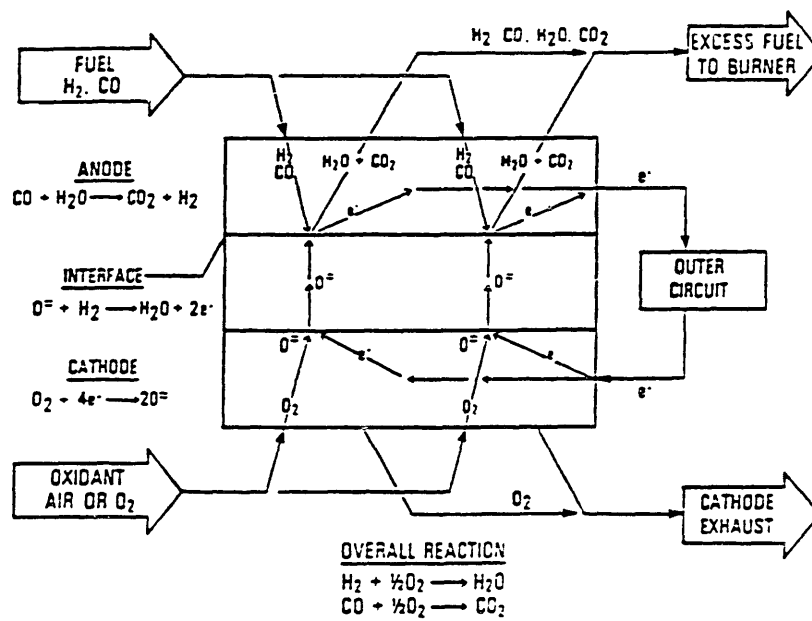 FUEL
H₂. CO
H₂ CO. H₂O. CO₂
EXCESS FUEL
TO BURNER
ANODE
CO + H₂O ⟶ CO₂ + H₂
H₂
CO
H₂O + CO₂
H₂
CO
H₂O + CO₂
e⁻
e⁻
e⁻
INTERFACE
O⁼ + H₂ ⟶ H₂O + 2e⁻
O⁼
O⁼
OUTER
CIRCUIT
CATHODE
O₂ + 4e⁻ ⟶ 2O⁼
O⁼
e⁻
O⁼
e
e⁻
O₂
O₂
OXIDANT
AIR OR O₂
O₂
CATHODE
EXHAUST
OVERALL REACTION
H₂ + ½O₂ ⟶ H₂O
CO + ½O₂ ⟶ CO₂